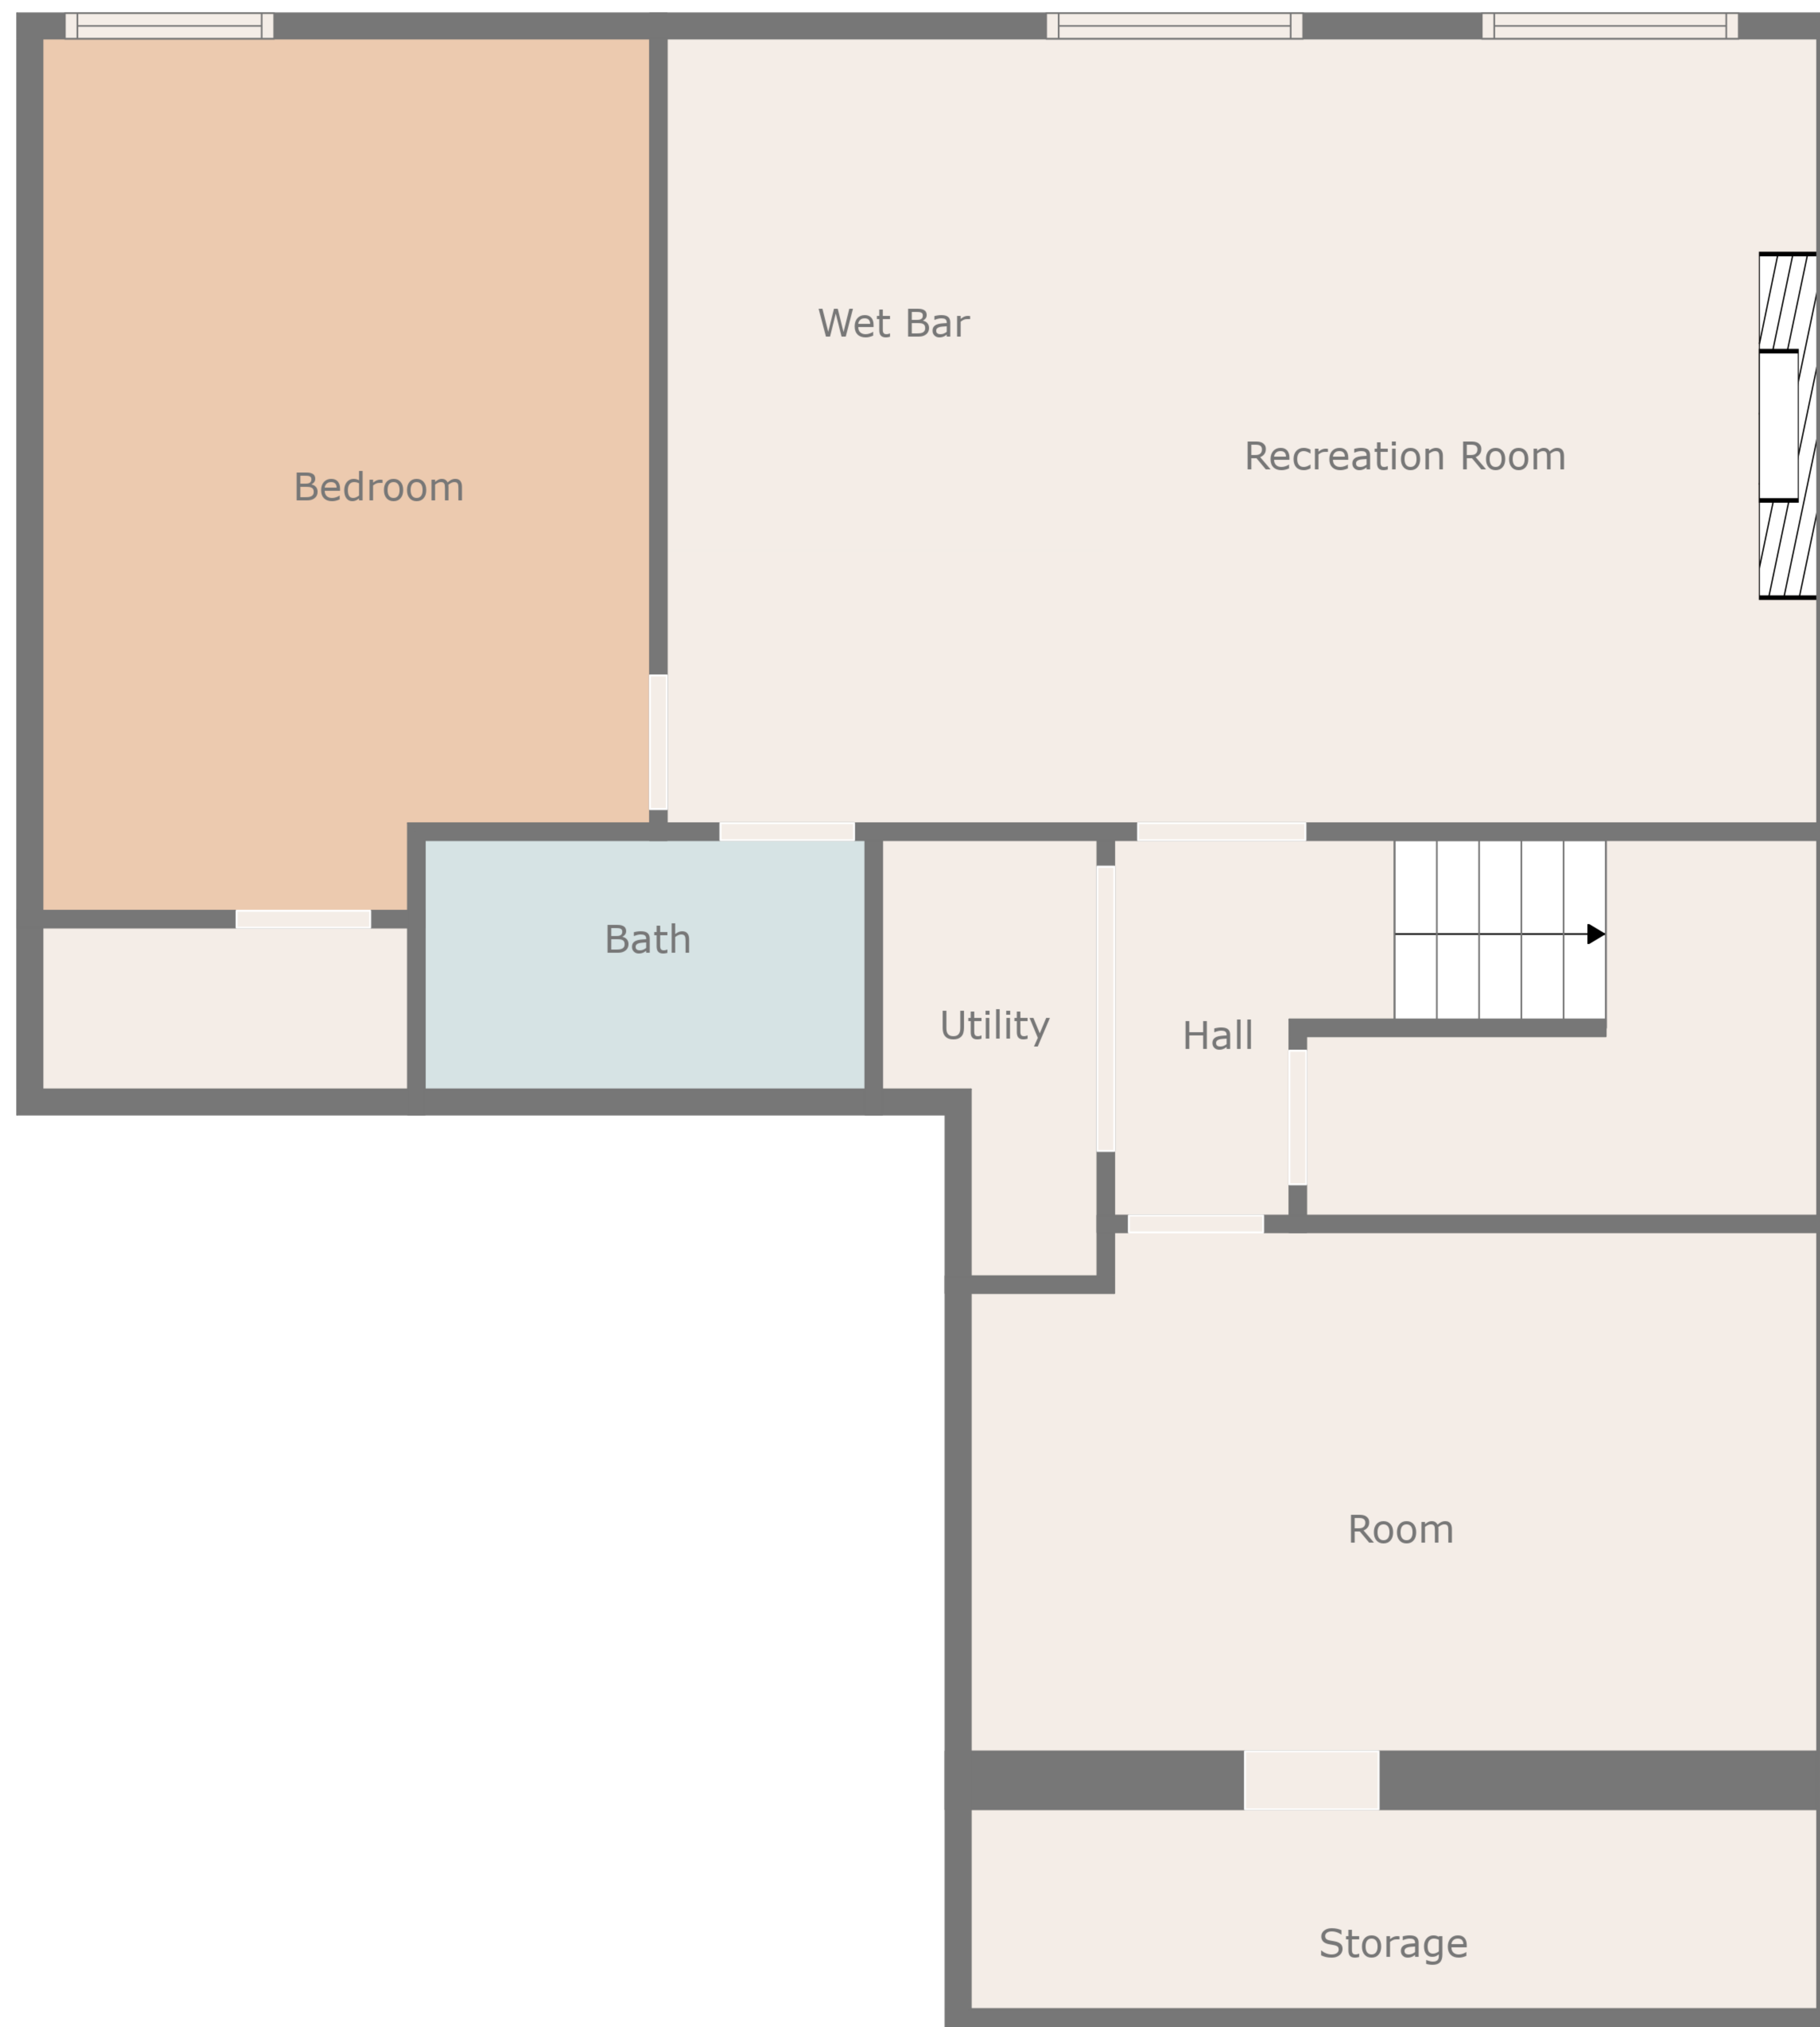 Wet Bar
Recreation Room
Bedroom
Bath
Utility
Hall
Room
Storage